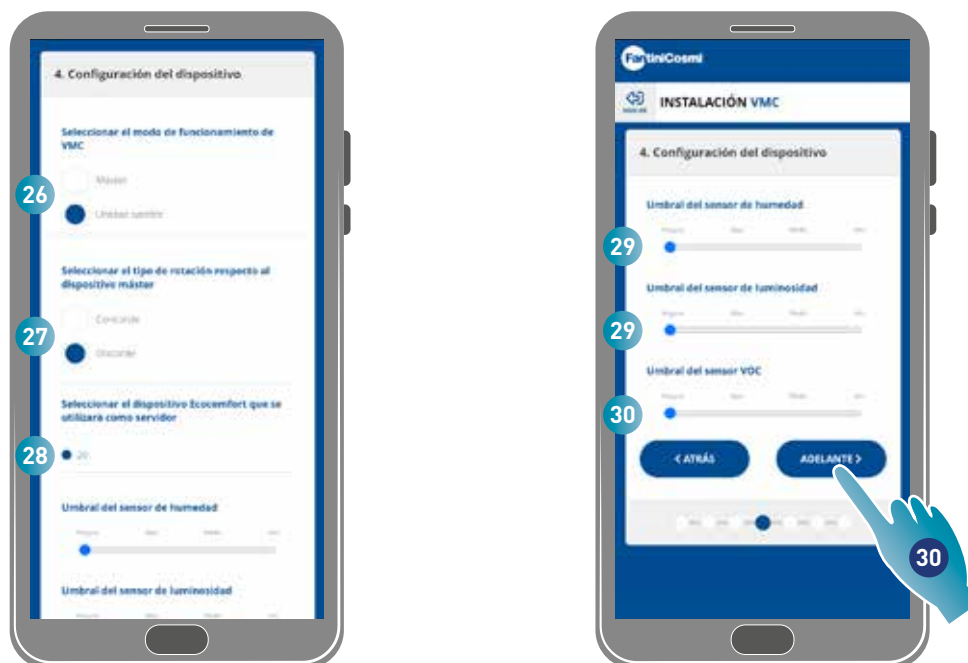 4. Configuración del dispositivo
Seleccionar el modo de funcionamiento de
VMC
Máster
26
Unidad
27
Seleccionar el tipo de rotación respecto al
dispositivo máster
Concorde
Discorde
Seleccionar el dispositivo Ecocomfort que se
utilizará como servidor
28
20
Umbral del sensor de humedad
Umbral del sensor de luminosidad
FantiniCosmi
INSTALACIÓN VMC
4. Configuración del dispositivo
Umbral del sensor de humedad
29
Umbral del sensor de luminosidad
29
Umbral del sensor VOC
30
< ATRÁS
ADELANTE >
30